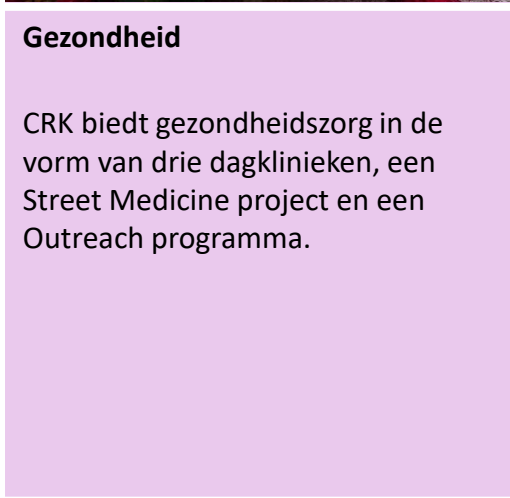 Gezondheid
CRK biedt gezondheidszorg in de
vorm van drie dagklinieken, een
Street Medicine project en een
Outreach programma.